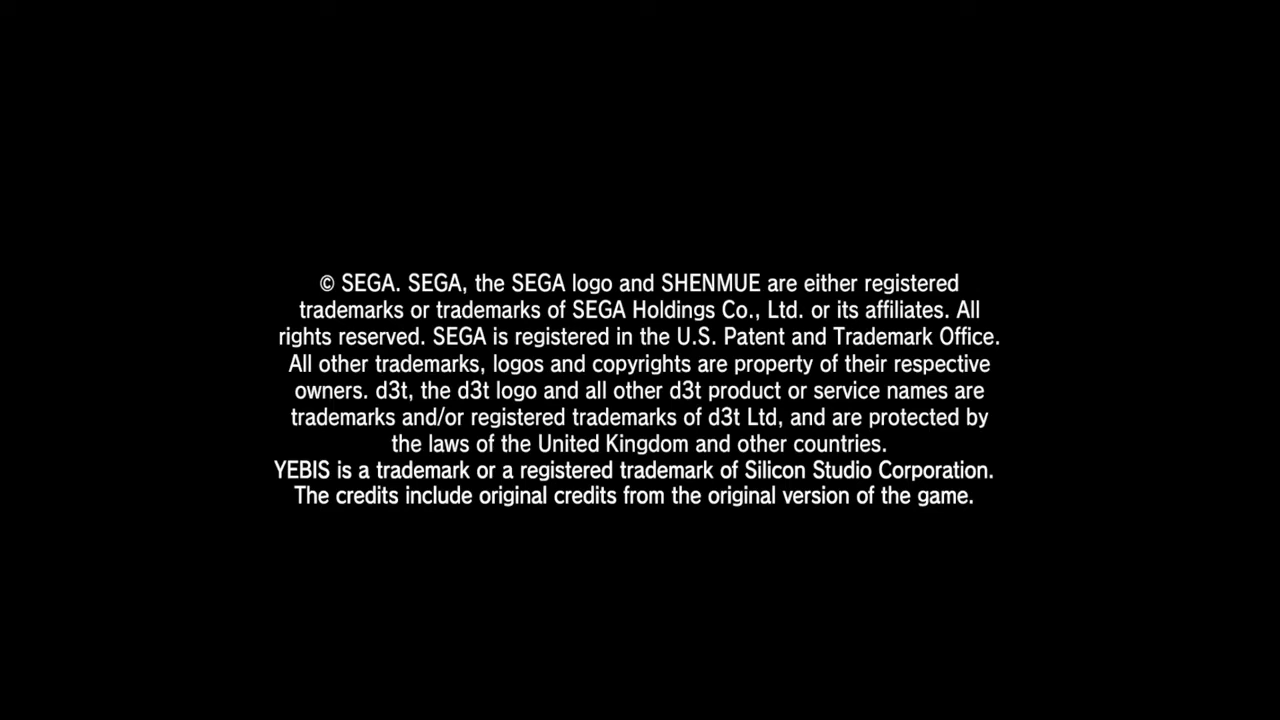 © SEGA. SEGA, the SEGA logo and SHENMUE are either registered
trademarks or trademarks of SEGA Holdings Co., Ltd. or its affiliates. All
rights reserved. SEGA is registered in the U.S. Patent and Trademark Office.
All other trademarks, logos and copyrights are property of their respective
owners. d3t, the d3t logo and all other d3t product or service names are
trademarks and/or registered trademarks of d3t Ltd, and are protected by
the laws of the United Kingdom and other countries.
YEBIS is a trademark or a registered trademark of Silicon Studio Corporation.
The credits include original credits from the original version of the game.